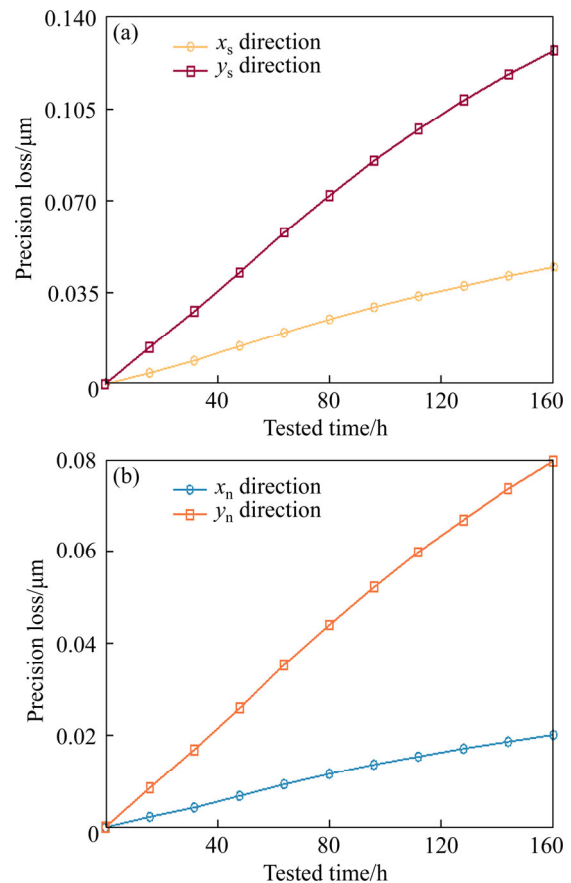 (a)
xs direction
ys direction
Precision loss/μm
0.140
0.105
0.070
0.035
0
40
80
120
160
Tested time/h
(b)
xn direction
yn direction
Precision loss/μm
0.08
0.06
0.04
0.02
0
40
80
120
160
Tested time/h